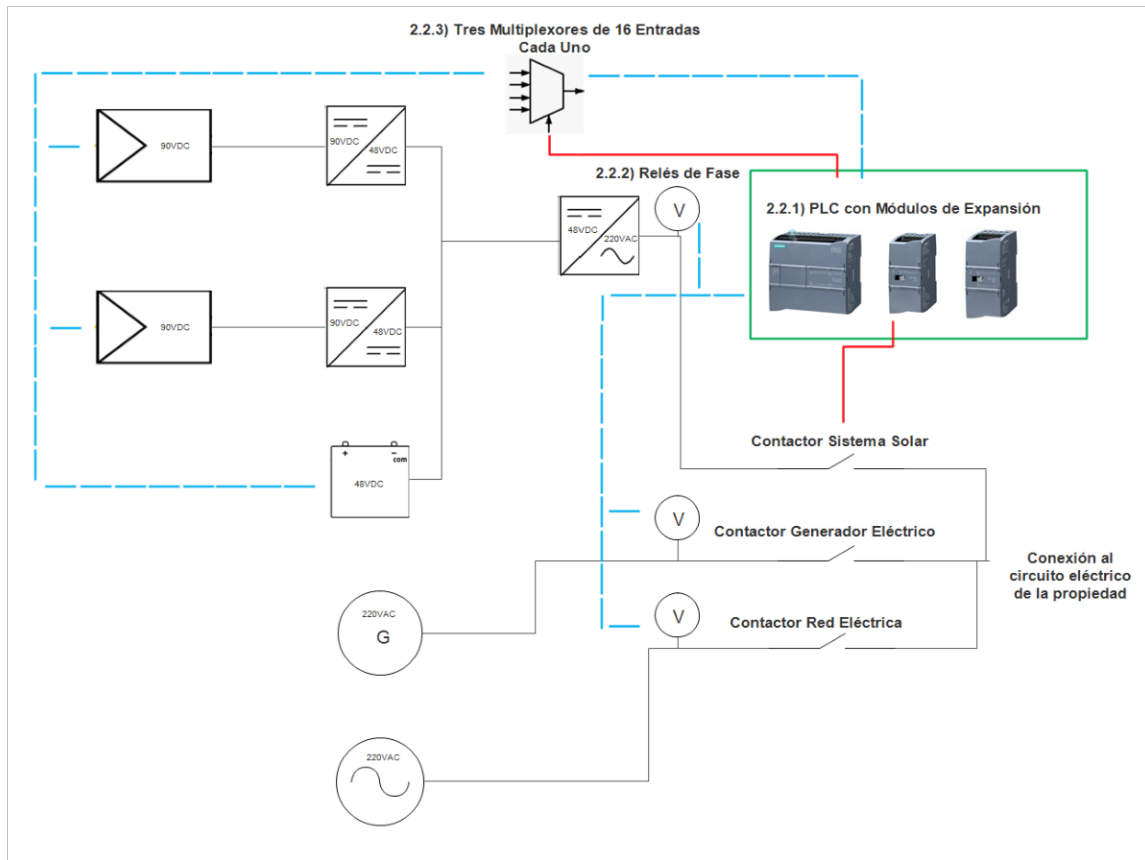 2.2.3) Tres Multiplexores de 16 Entradas
Cada Uno
90VDC
90VDC
48VDC
2.2.2) Relés de Fase
V
48VDC
220VAC
2.2.1) PLC con Módulos de Expansión
90VDC
90VDC
48VDC
+
-
com
48VDC
Contactor Sistema Solar
V
Contactor Generador Eléctrico
Conexión al
circuito eléctrico
de la propiedad
220VAC
G
V
Contactor Red Eléctrica
220VAC